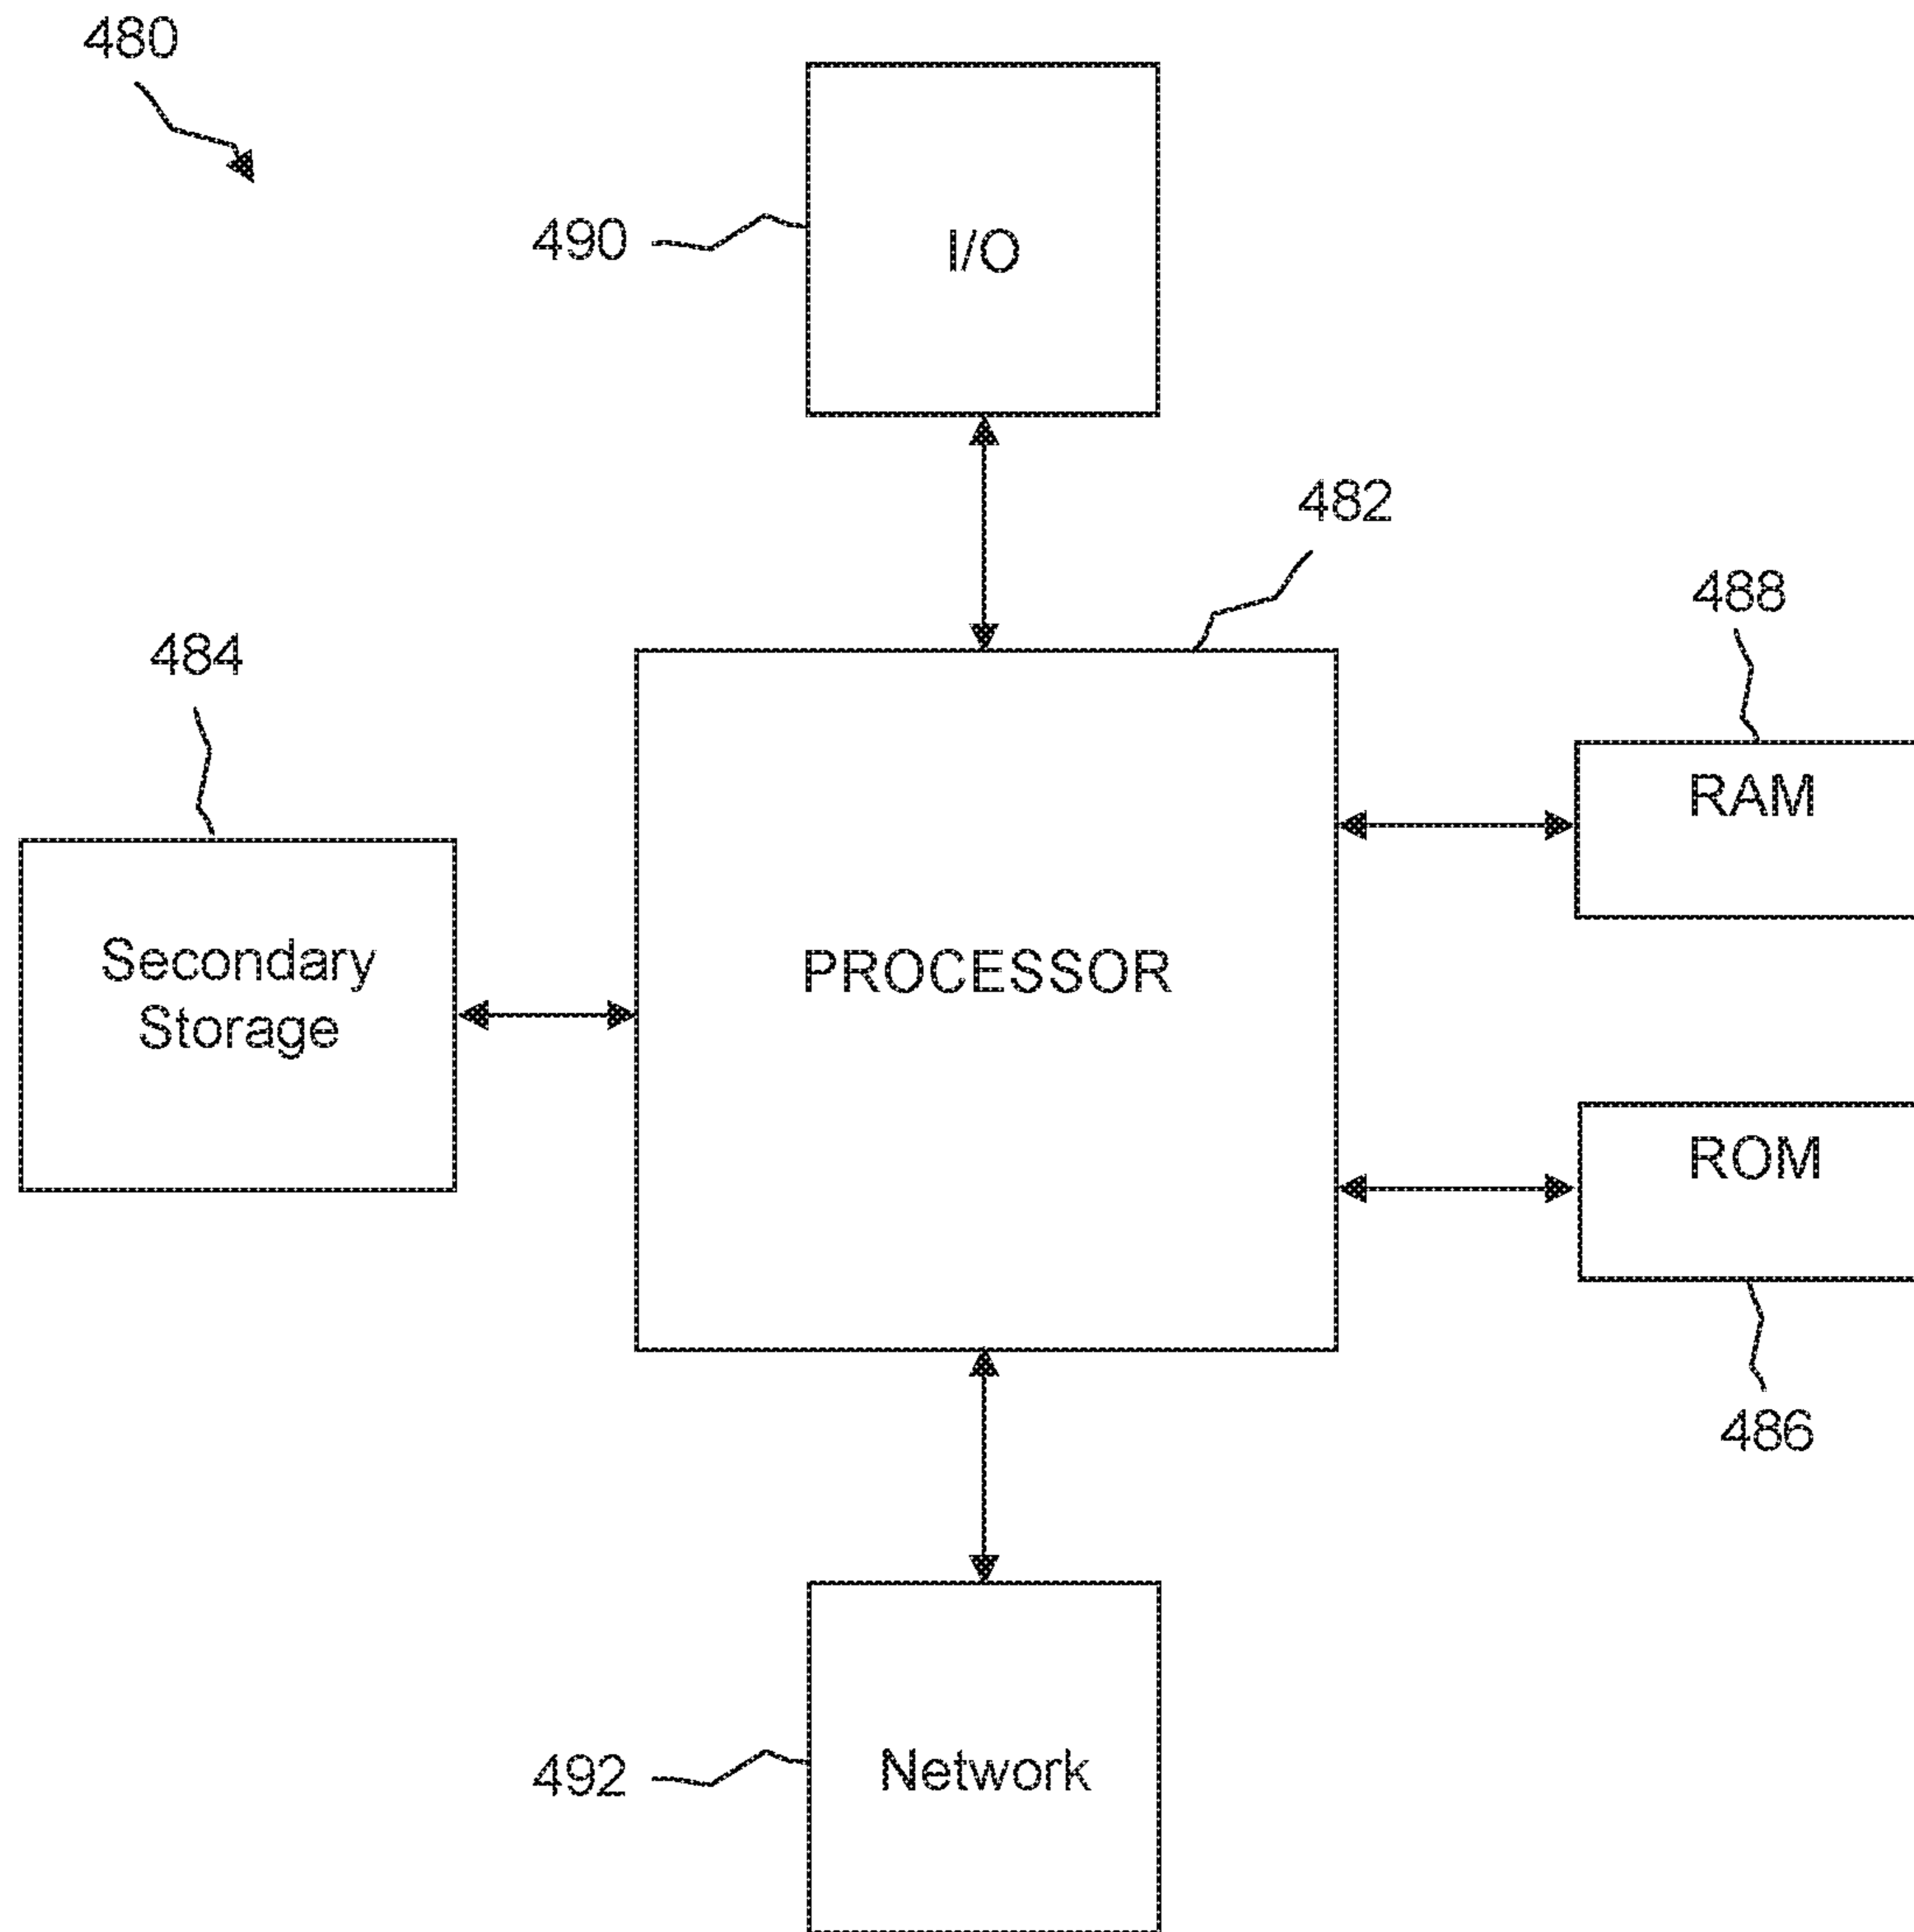 480
490
I/O
482
488
484
RAM
Secondary
Storage
PROCESSOR
ROM
486
492
Network